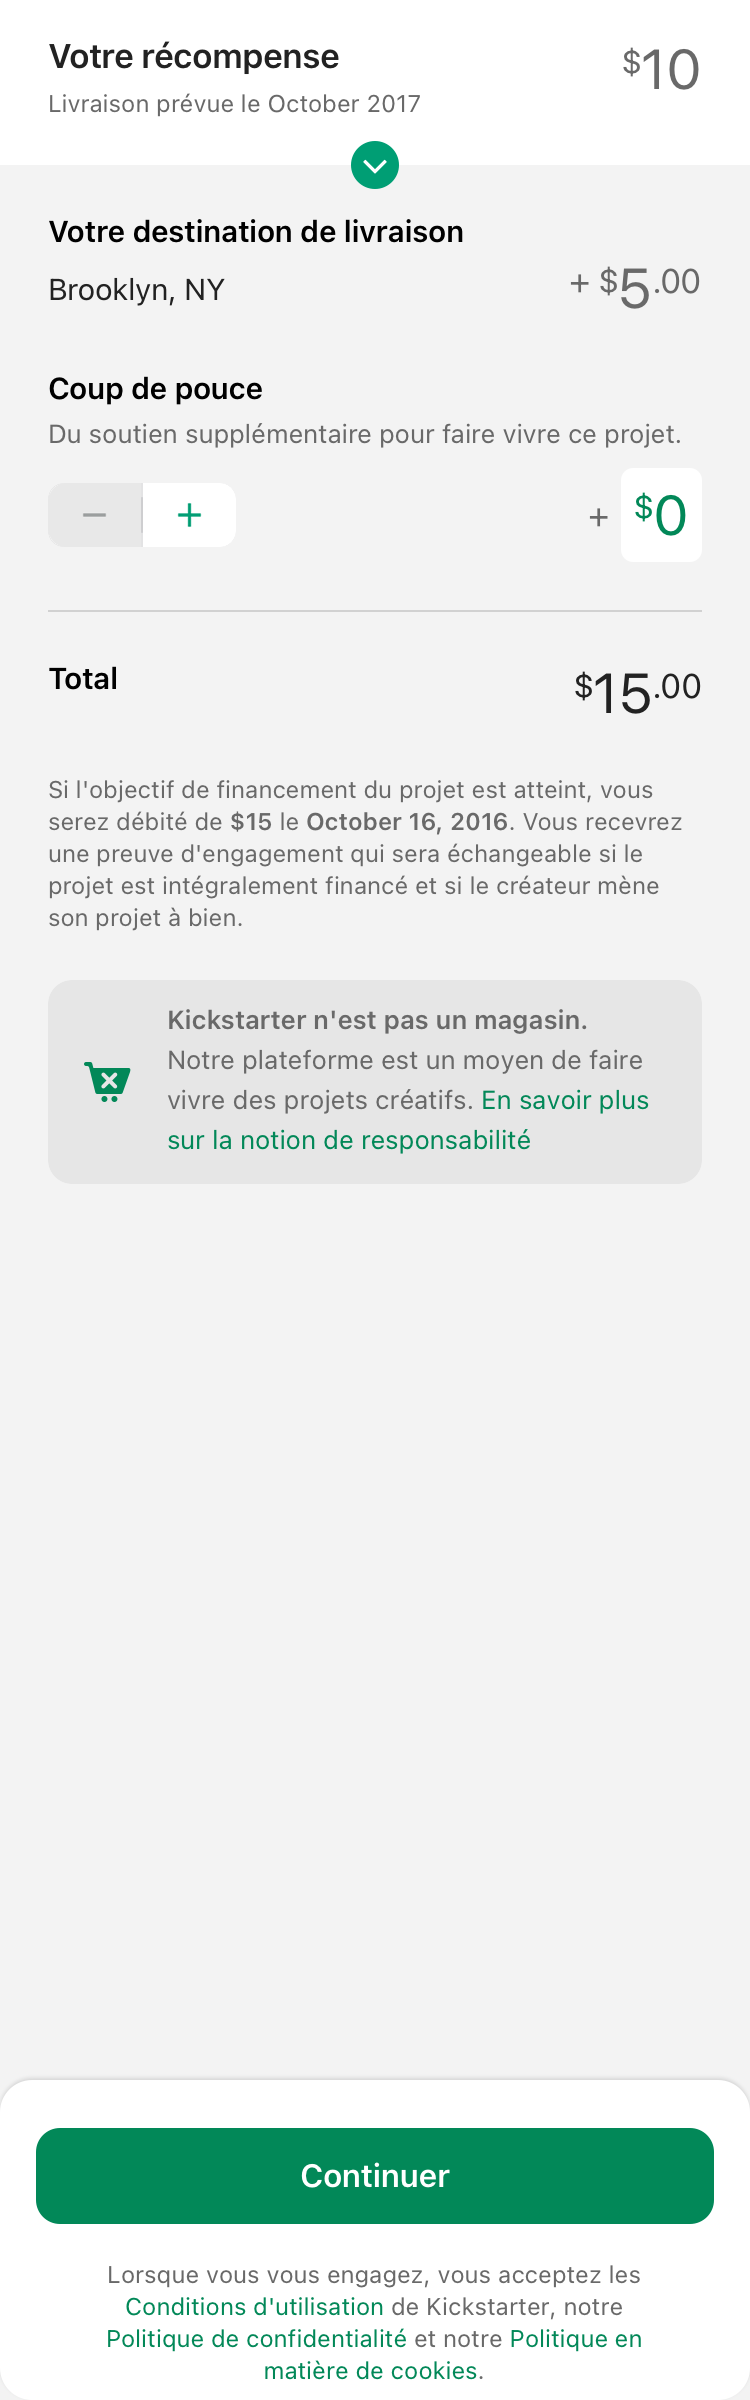 Votre récompense
$10
Livraison prévue le October 2017
Votre destination de livraison
Brooklyn, NY
+ $5.00
Coup de pouce
Du soutien supplémentaire pour faire vivre ce projet.
− +
+ $0
Total
$15.00
Si l'objectif de financement du projet est atteint, vous
serez débité de $15 le October 16, 2016. Vous recevrez
une preuve d'engagement qui sera échangeable si le
projet est intégralement financé et si le créateur mène
son projet à bien.
Kickstarter n'est pas un magasin.
Notre plateforme est un moyen de faire
vivre des projets créatifs. En savoir plus
sur la notion de responsabilité
Continuer
Lorsque vous vous engagez, vous acceptez les
Conditions d'utilisation de Kickstarter, notre
Politique de confidentialité et notre Politique en
matière de cookies.